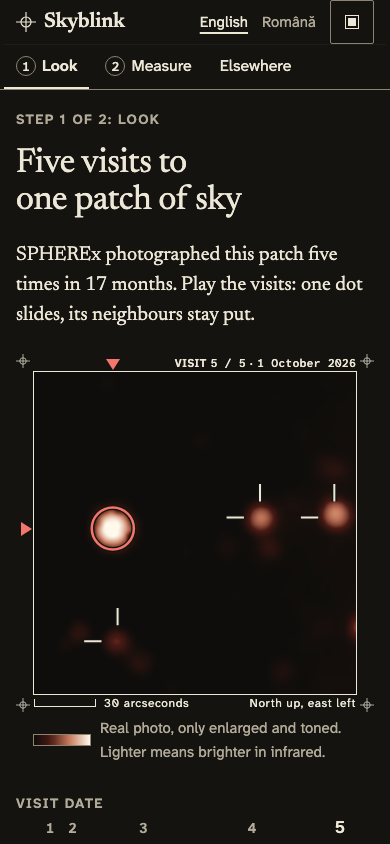 Skyblink
English Română
1 Look 2 Measure Elsewhere
STEP 1 OF 2: LOOK
Five visits to
one patch of sky
SPHEREx photographed this patch five
times in 17 months. Play the visits: one dot
slides, its neighbours stay put.
VISIT 5 / 5 · 1 October 2026
30 arcseconds North up, east left
Real photo, only enlarged and toned.
Lighter means brighter in infrared.
VISIT DATE
1 2 3 4 5